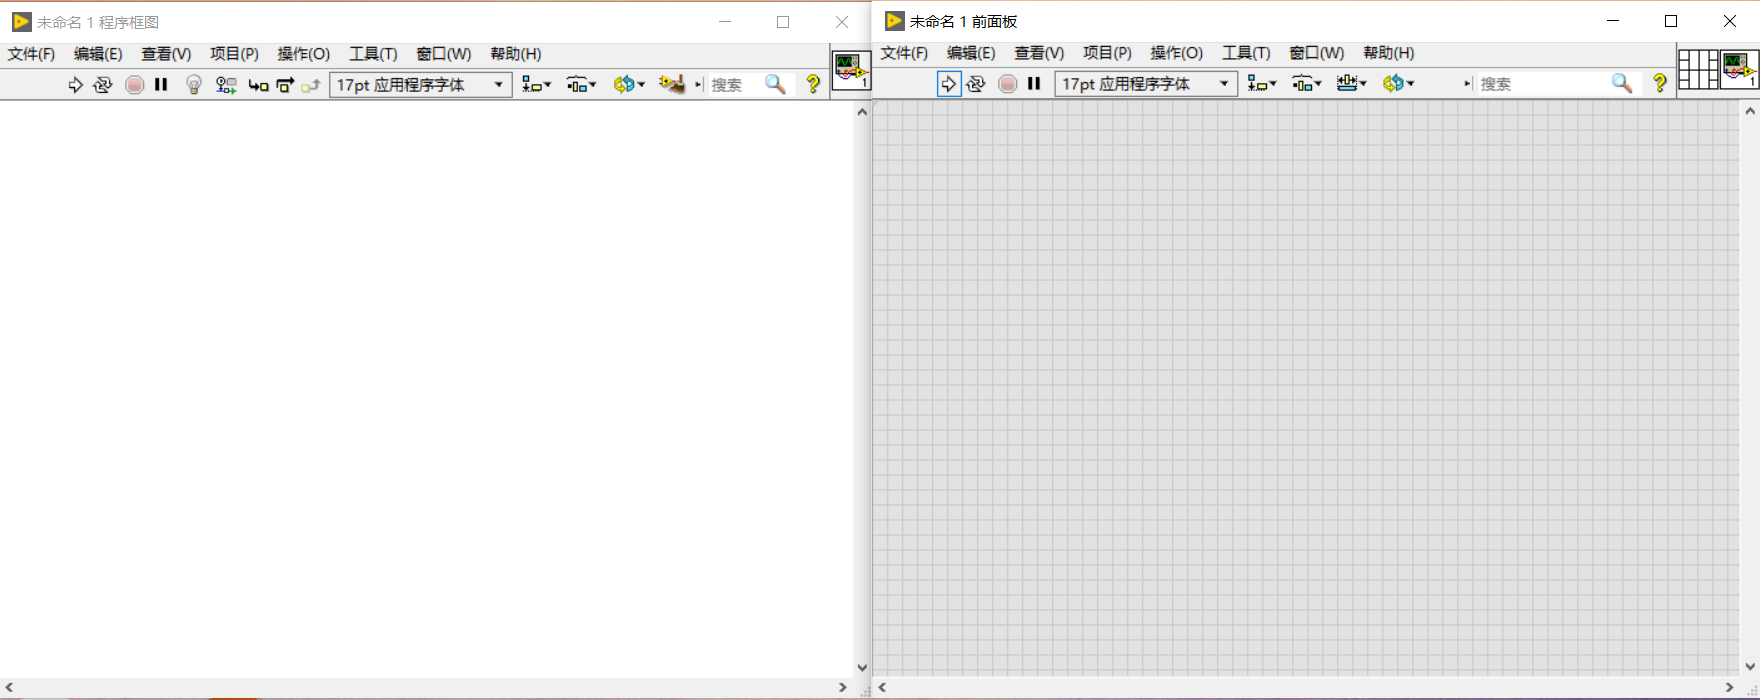 未命名 1 程序框图
文件(F) 编辑(E) 查看(V) 项目(P) 操作(O) 工具(T) 窗口(W) 帮助(H)
17pt 应用程序字体 搜索 ? 1
未命名 1 前面板
文件(F) 编辑(E) 查看(V) 项目(P) 操作(O) 工具(T) 窗口(W) 帮助(H)
17pt 应用程序字体 搜索 ? 1